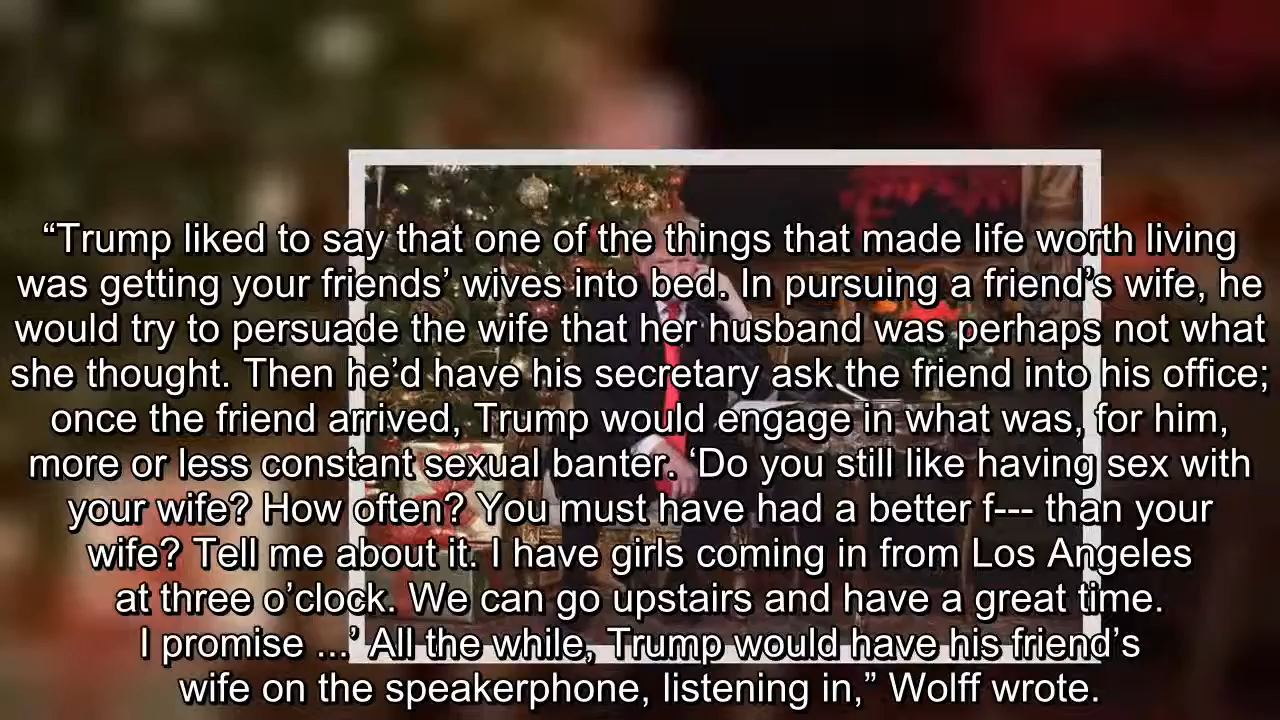 “Trump liked to say that one of the things that made life worth living
was getting your friends’ wives into bed. In pursuing a friend’s wife, he
would try to persuade the wife that her husband was perhaps not what
she thought. Then he’d have his secretary ask the friend into his office;
once the friend arrived, Trump would engage in what was, for him,
more or less constant sexual banter. ‘Do you still like having sex with
your wife? How often? You must have had a better f--- than your
wife? Tell me about it. I have girls coming in from Los Angeles
at three o’clock. We can go upstairs and have a great time.
I promise ...’ All the while, Trump would have his friend’s
wife on the speakerphone, listening in,” Wolff wrote.